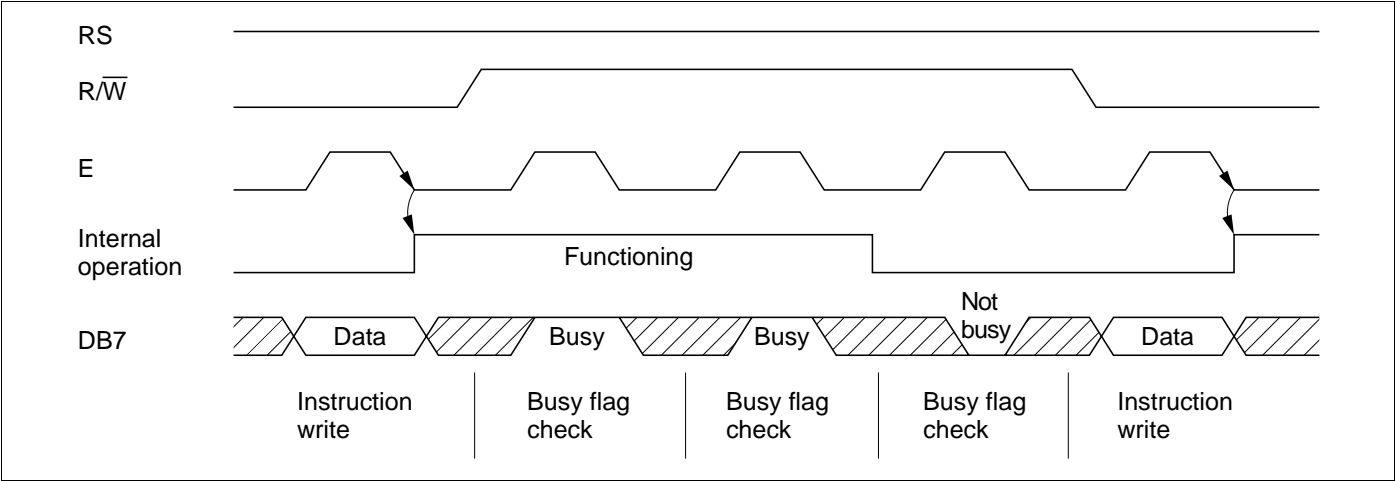 RS
R/W̅
E
Internal
operation
Functioning
DB7
Data
Busy
Busy
Not
busy
Data
Instruction
write
Busy flag
check
Busy flag
check
Busy flag
check
Instruction
write